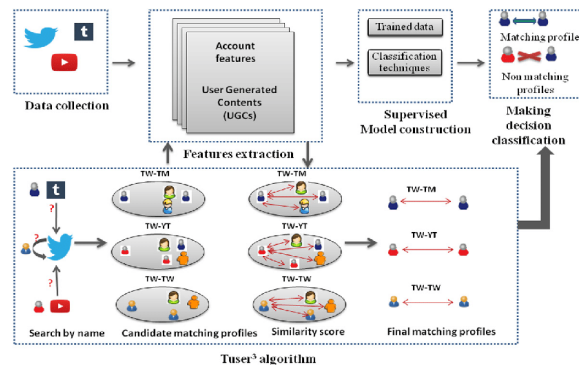 t
Data collection
Account
features
User Generated
Contents
(UGCs)
Features extraction
Trained data
Classification
techniques
Supervised
Model construction
Matching profile
Non matching
profiles
Making
decision
classification
t
?
?
?
Search by name
TW-TM
TW-YT
TW-TW
Candidate matching profiles
TW-TM
TW-YT
TW-TW
Similarity score
TW-TM
TW-YT
TW-TW
Final matching profiles
Tuser³ algorithm